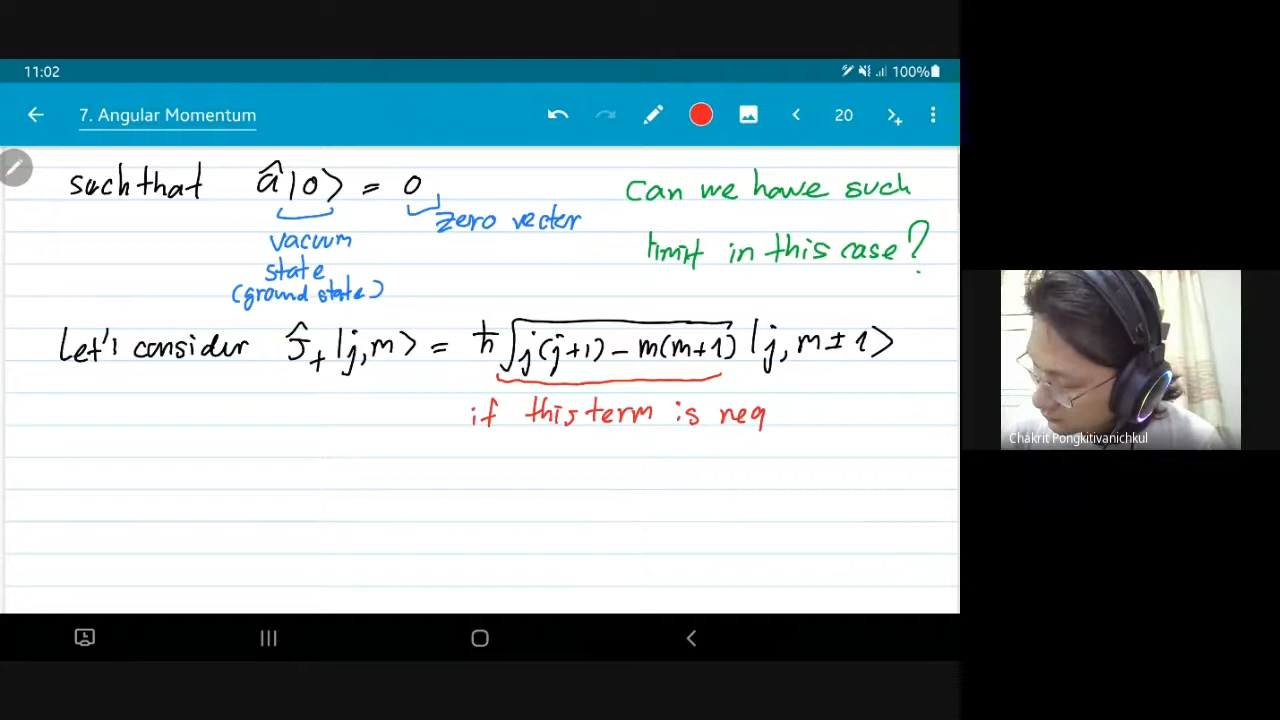 11:02
100%
7. Angular Momentum
20
such that â|0⟩ = 0
zero vector
vacuum
state
(ground state)
Can we have such
limit in this case?
Let's consider Ĵ₊|j,m⟩ = ħ√(j(j+1) − m(m+1)) |j, m ± 1⟩
if this term is neq
Chakrit Pongkitivanichkul